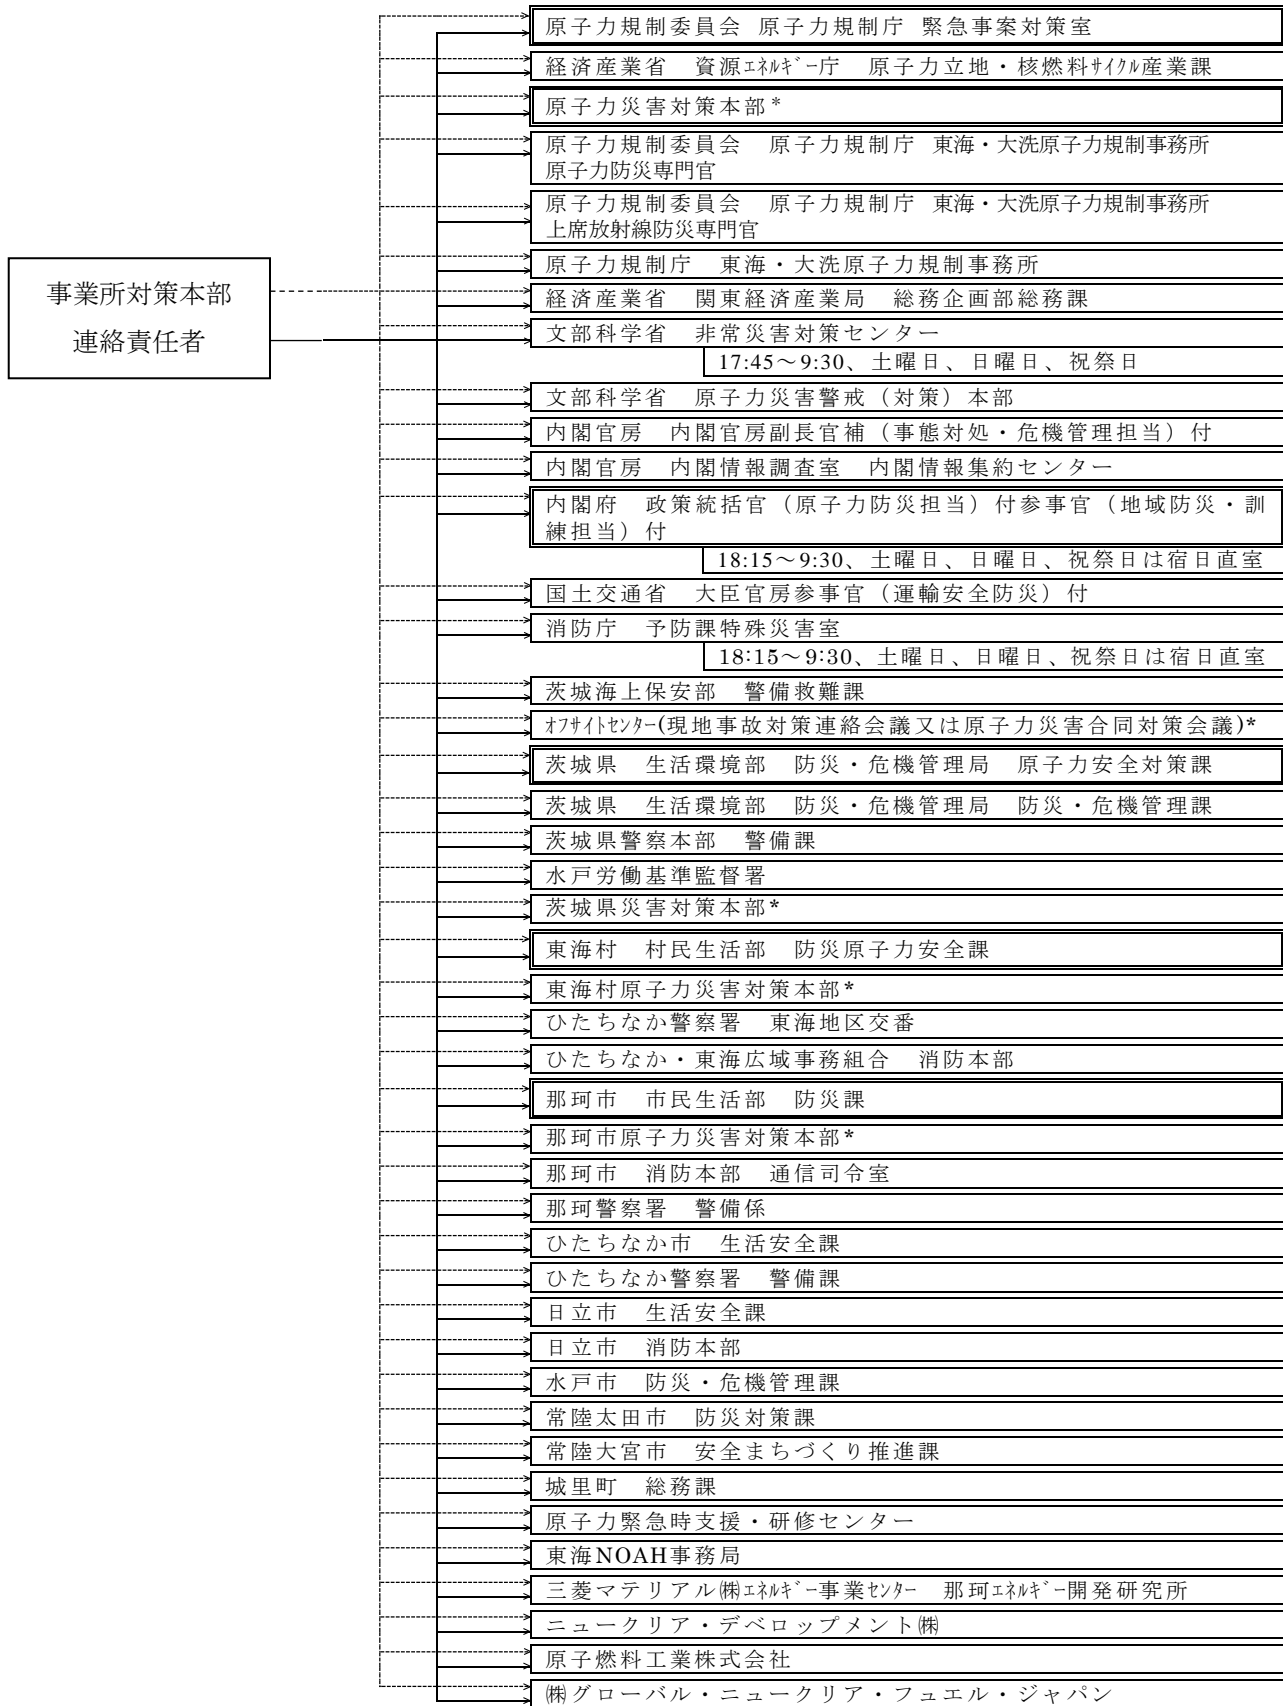 原子力規制委員会 原子力規制庁 緊急事案対策室
経済産業省 資源ｴﾈﾙｷﾞｰ庁 原子力立地・核燃料ｻｲｸﾙ産業課
原子力災害対策本部*
原子力規制委員会 原子力規制庁 東海・大洗原子力規制事務所
原子力防災専門官
原子力規制委員会 原子力規制庁 東海・大洗原子力規制事務所
上席放射線防災専門官
原子力規制庁 東海・大洗原子力規制事務所
事業所対策本部
連絡責任者
経済産業省 関東経済産業局 総務企画部総務課
文部科学省 非常災害対策センター
17:45～9:30、土曜日、日曜日、祝祭日
文部科学省 原子力災害警戒（対策）本部
内閣官房 内閣官房副長官補（事態対処・危機管理担当）付
内閣官房 内閣情報調査室 内閣情報集約センター
内閣府 政策統括官（原子力防災担当）付参事官（地域防災・訓
練担当）付
18:15～9:30、土曜日、日曜日、祝祭日は宿日直室
国土交通省 大臣官房参事官（運輸安全防災）付
消防庁 予防課特殊災害室
18:15～9:30、土曜日、日曜日、祝祭日は宿日直室
茨城海上保安部 警備救難課
ｵﾌｻｲﾄｾﾝﾀｰ(現地事故対策連絡会議又は原子力災害合同対策会議)*
茨城県 生活環境部 防災・危機管理局 原子力安全対策課
茨城県 生活環境部 防災・危機管理局 防災・危機管理課
茨城県警察本部 警備課
水戸労働基準監督署
茨城県災害対策本部*
東海村 村民生活部 防災原子力安全課
東海村原子力災害対策本部*
ひたちなか警察署 東海地区交番
ひたちなか・東海広域事務組合 消防本部
那珂市 市民生活部 防災課
那珂市原子力災害対策本部*
那珂市 消防本部 通信司令室
那珂警察署 警備係
ひたちなか市 生活安全課
ひたちなか警察署 警備課
日立市 生活安全課
日立市 消防本部
水戸市 防災・危機管理課
常陸太田市 防災対策課
常陸大宮市 安全まちづくり推進課
城里町 総務課
原子力緊急時支援・研修センター
東海NOAH事務局
三菱マテリアル㈱ｴﾈﾙｷﾞｰ事業ｾﾝﾀｰ 那珂ｴﾈﾙｷﾞｰ開発研究所
ニュークリア・デベロップメント㈱
原子燃料工業株式会社
㈱グローバル・ニュークリア・フュエル・ジャパン